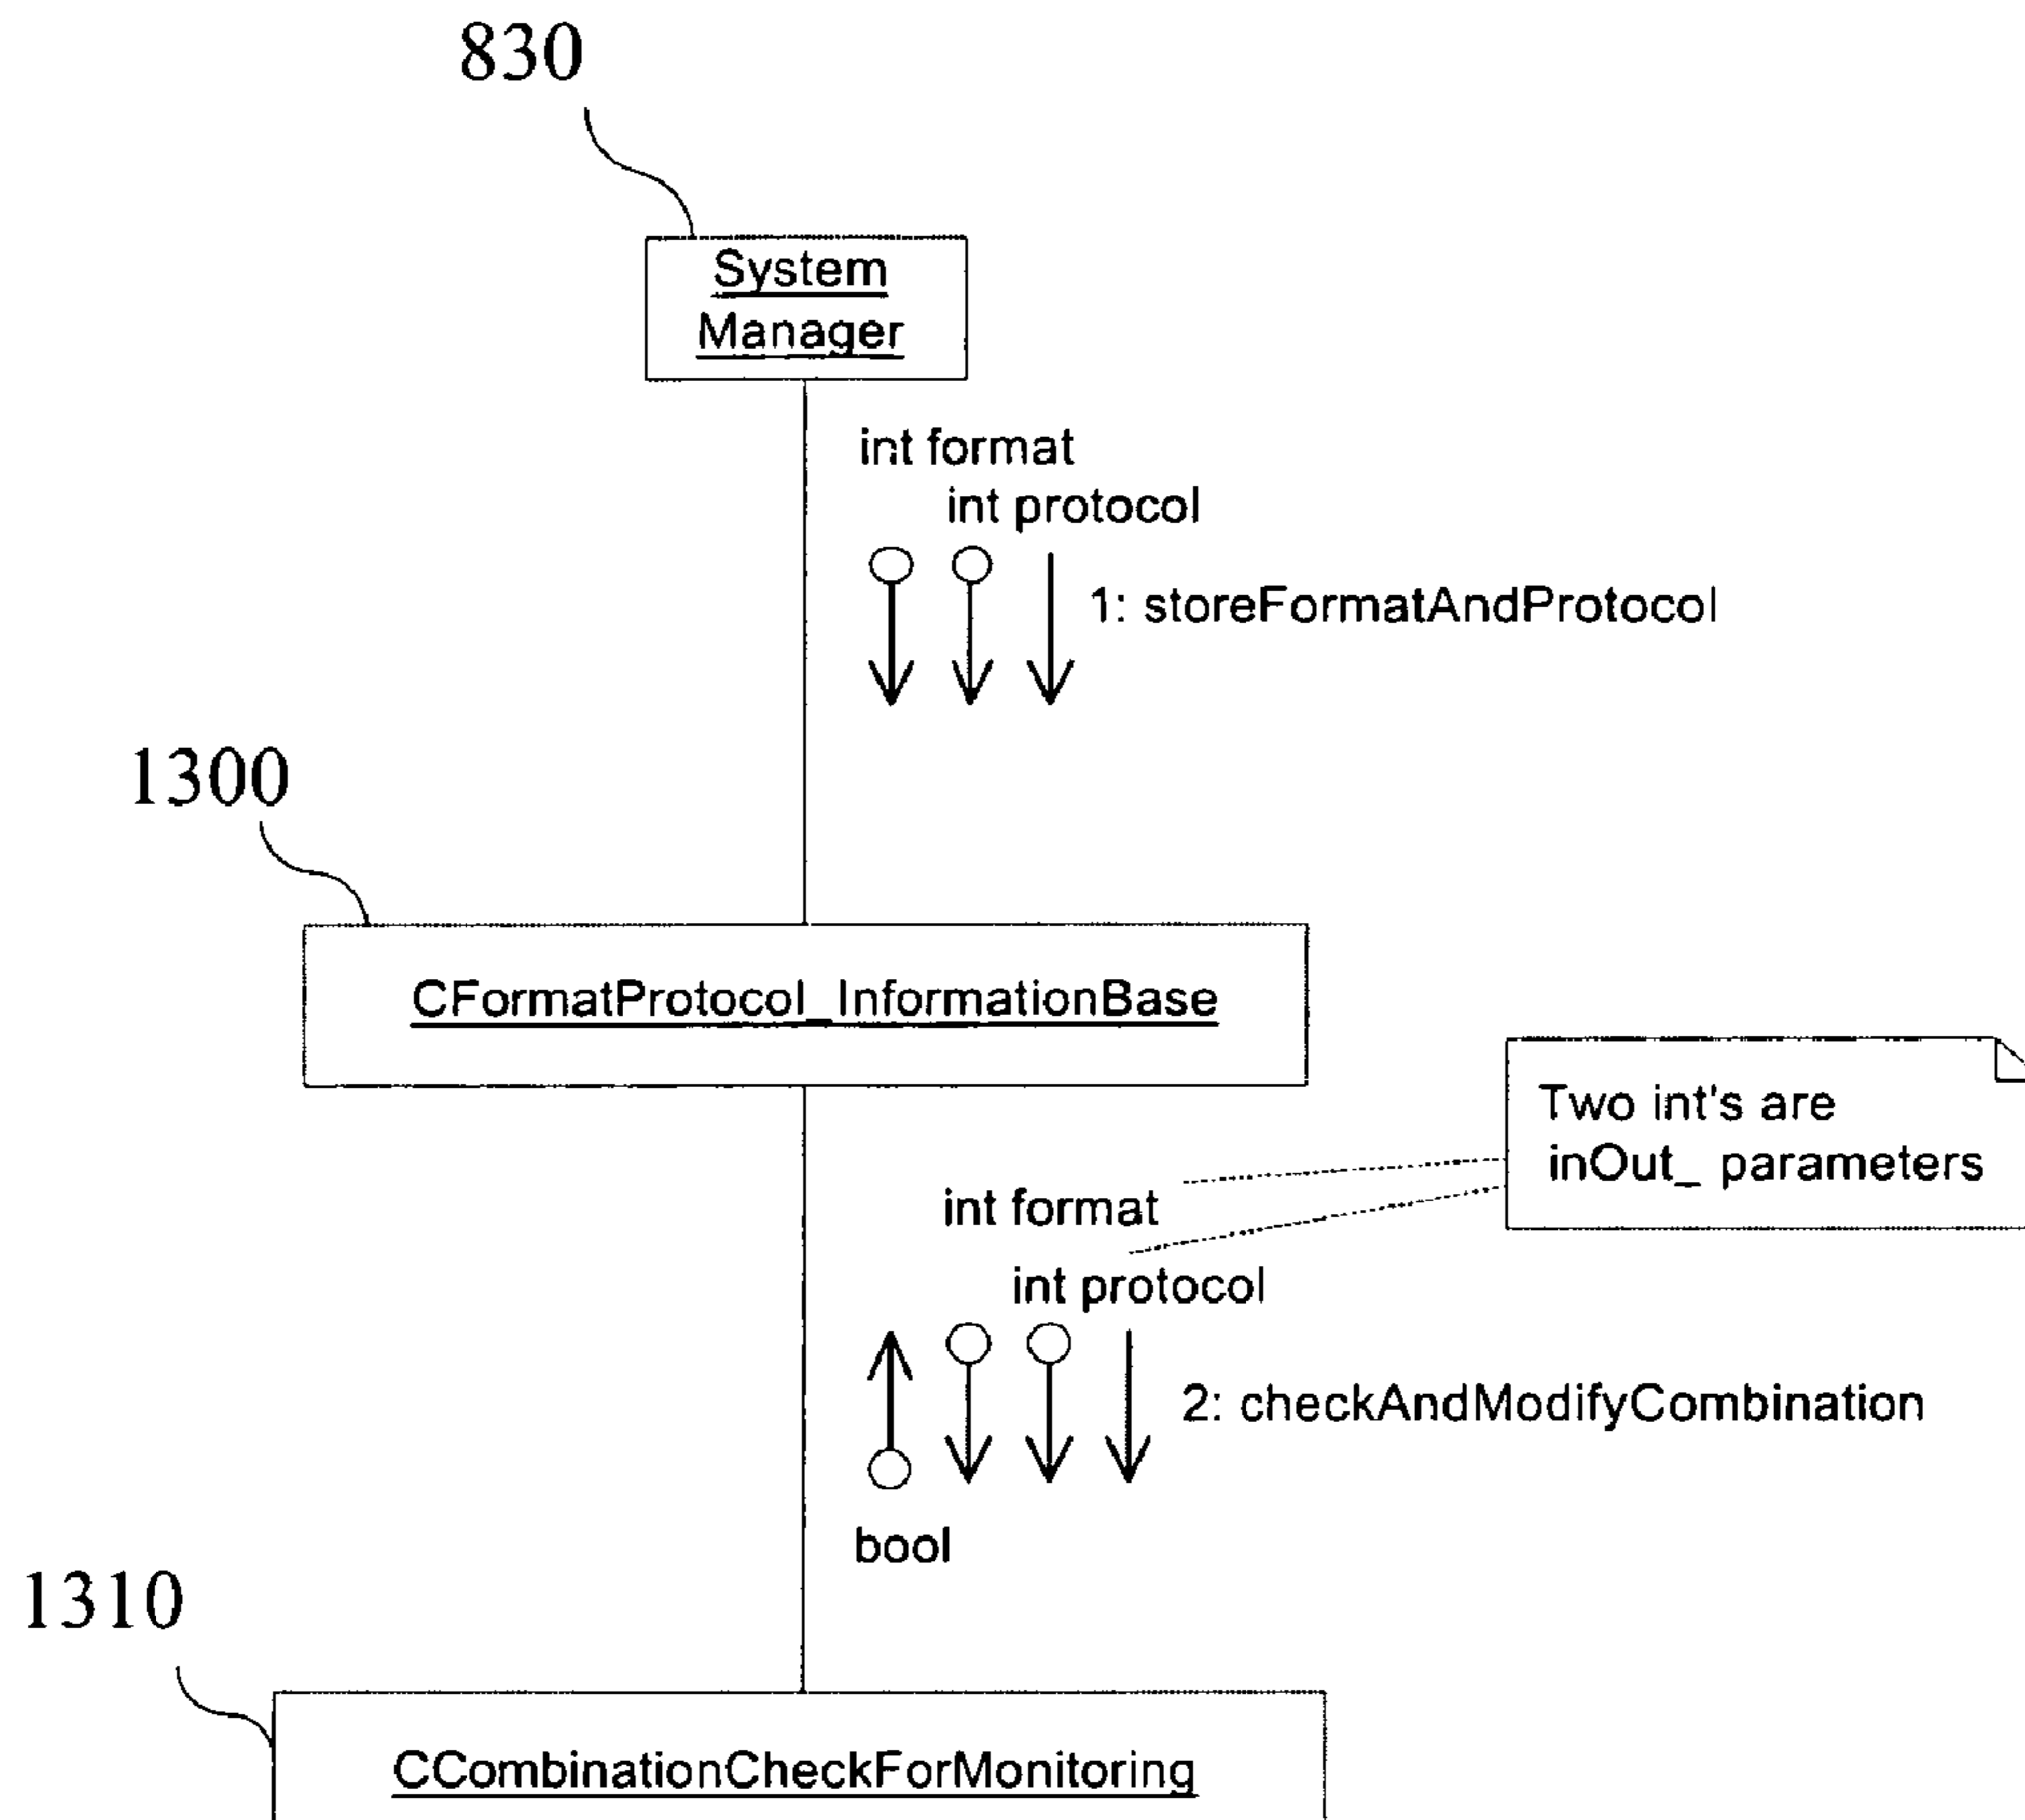 830
System
Manager
int format
int protocol
1: storeFormatAndProtocol
1300
CFormatProtocol_InformationBase
Two int's are
inOut_ parameters
int format
int protocol
2: checkAndModifyCombination
bool
1310
CCombinationCheckForMonitoring